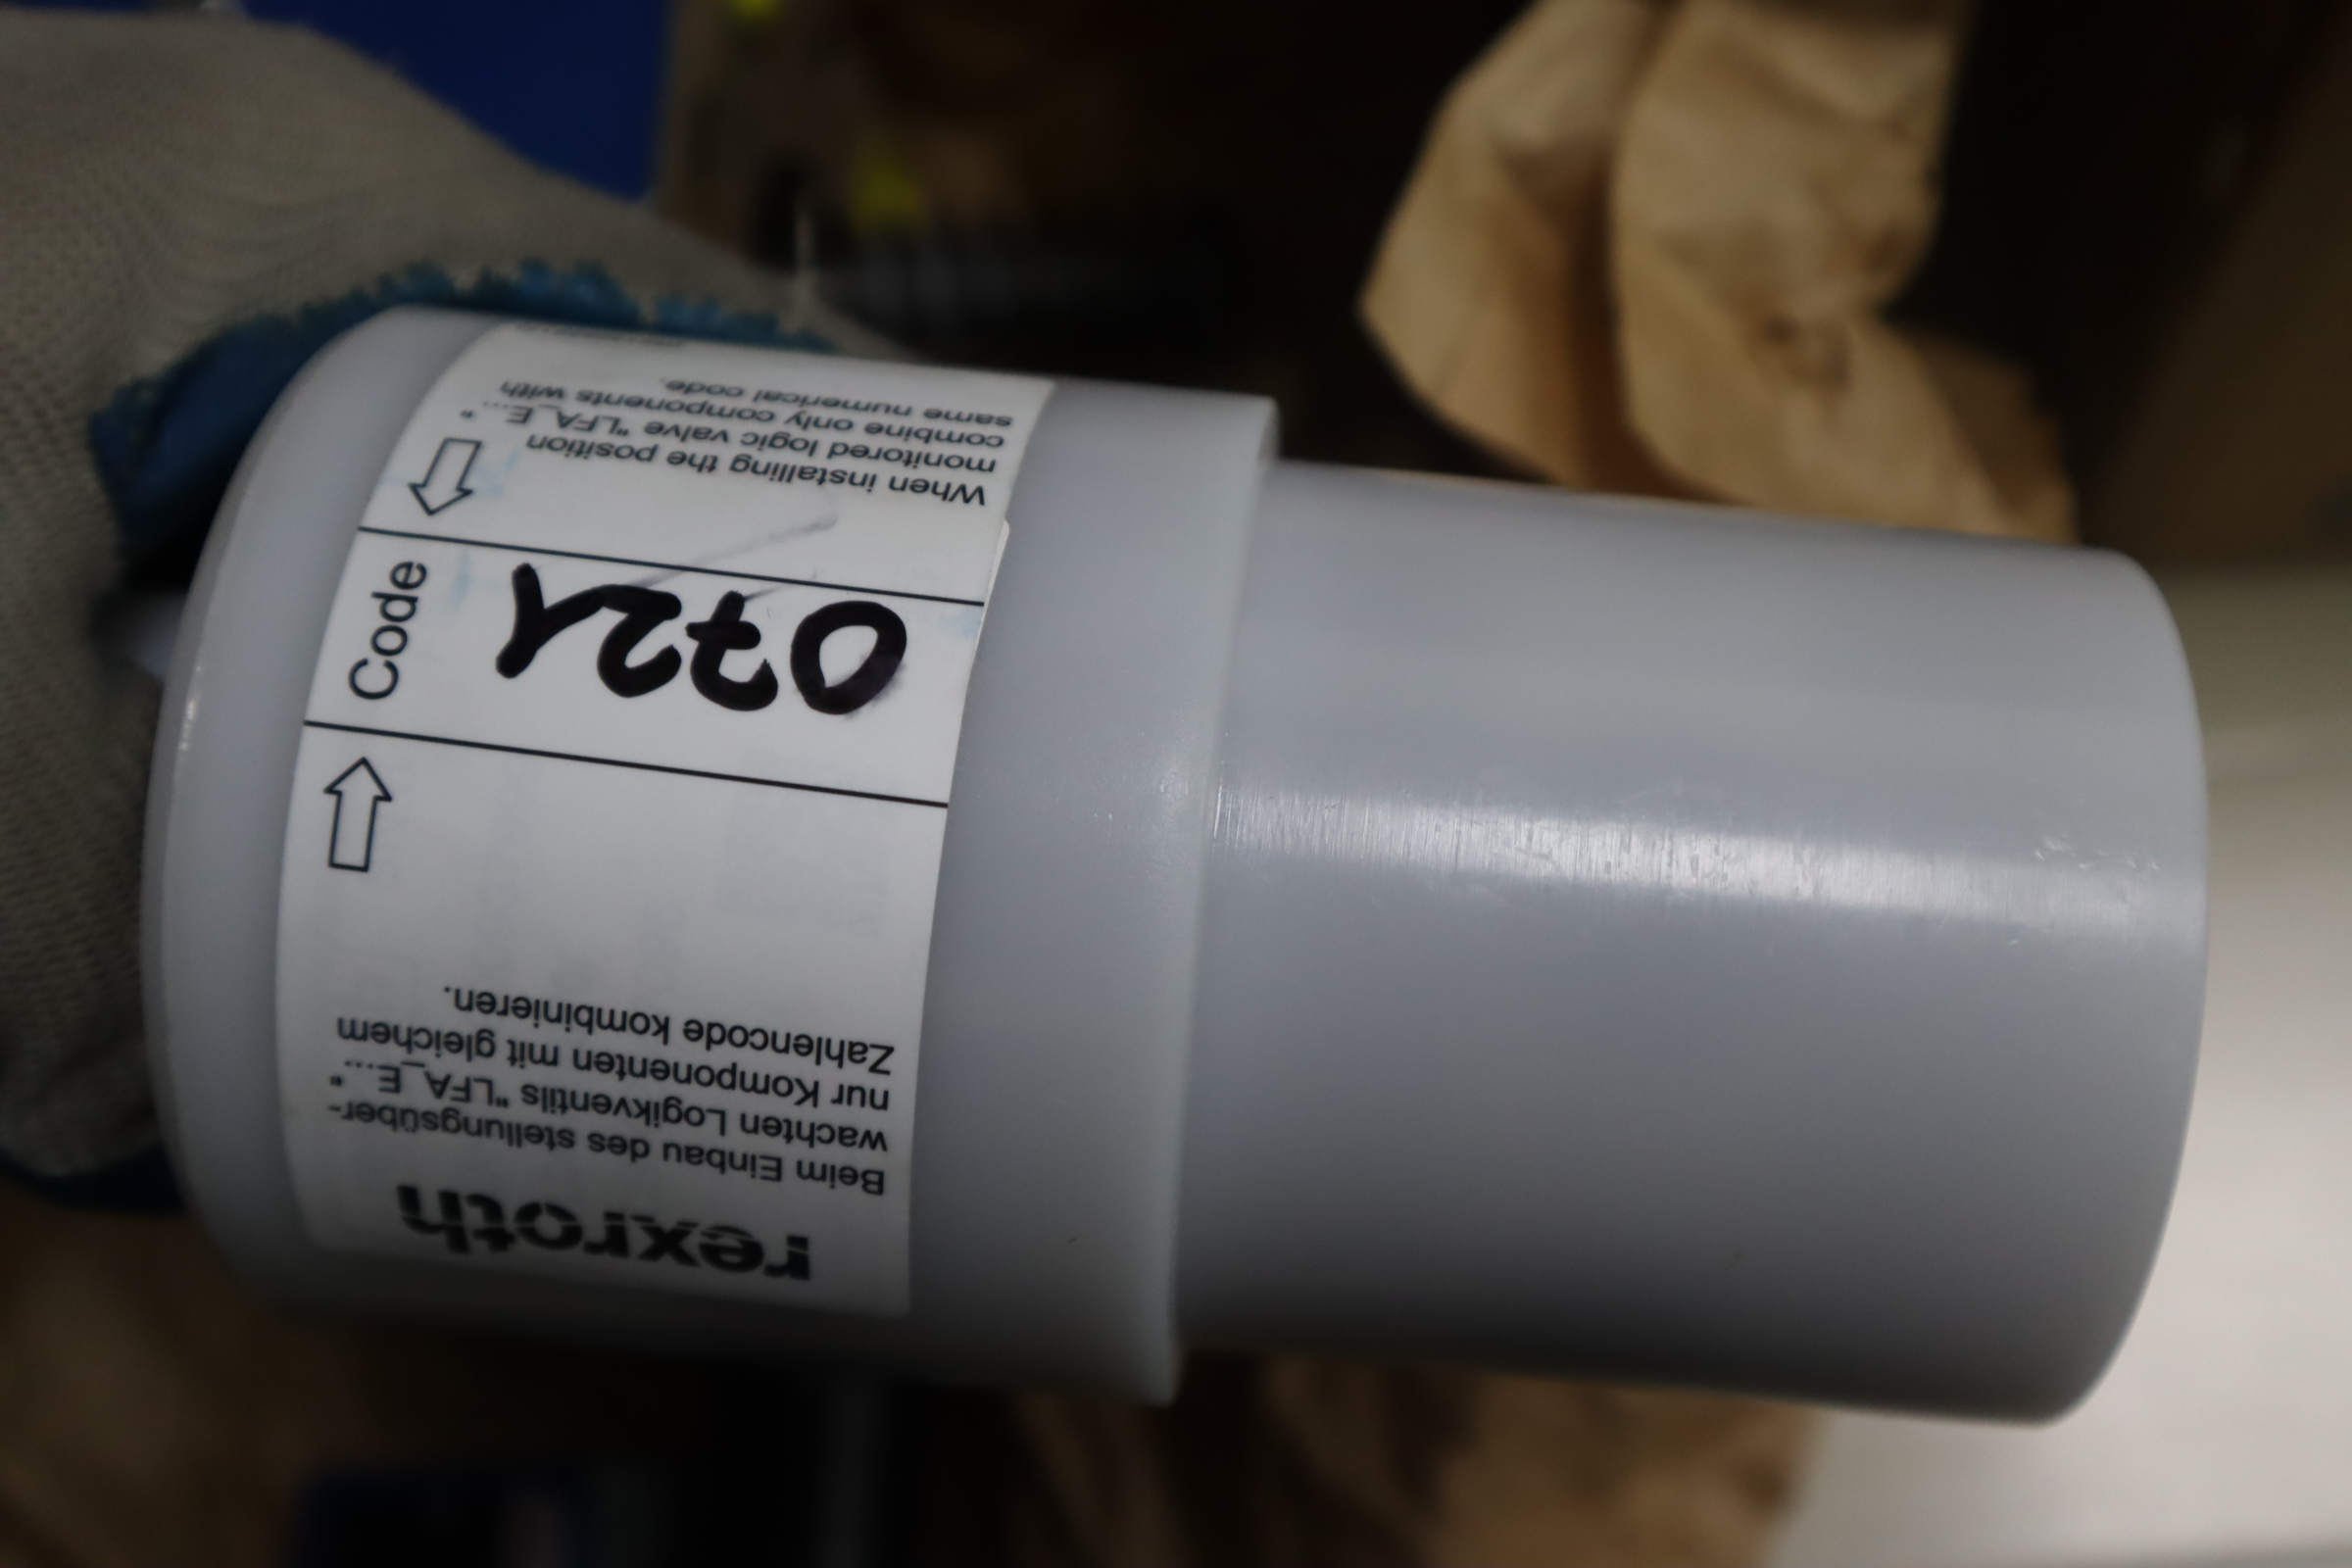 rexroth
Beim Einbau des stellungsüber-
wachten Logikventils "LFA_E..."
nur Komponenten mit gleichem
Zahlencode kombinieren.
Code
0721
When installing the position
monitored logic valve "LFA_E..."
combine only components with
same numerical code.